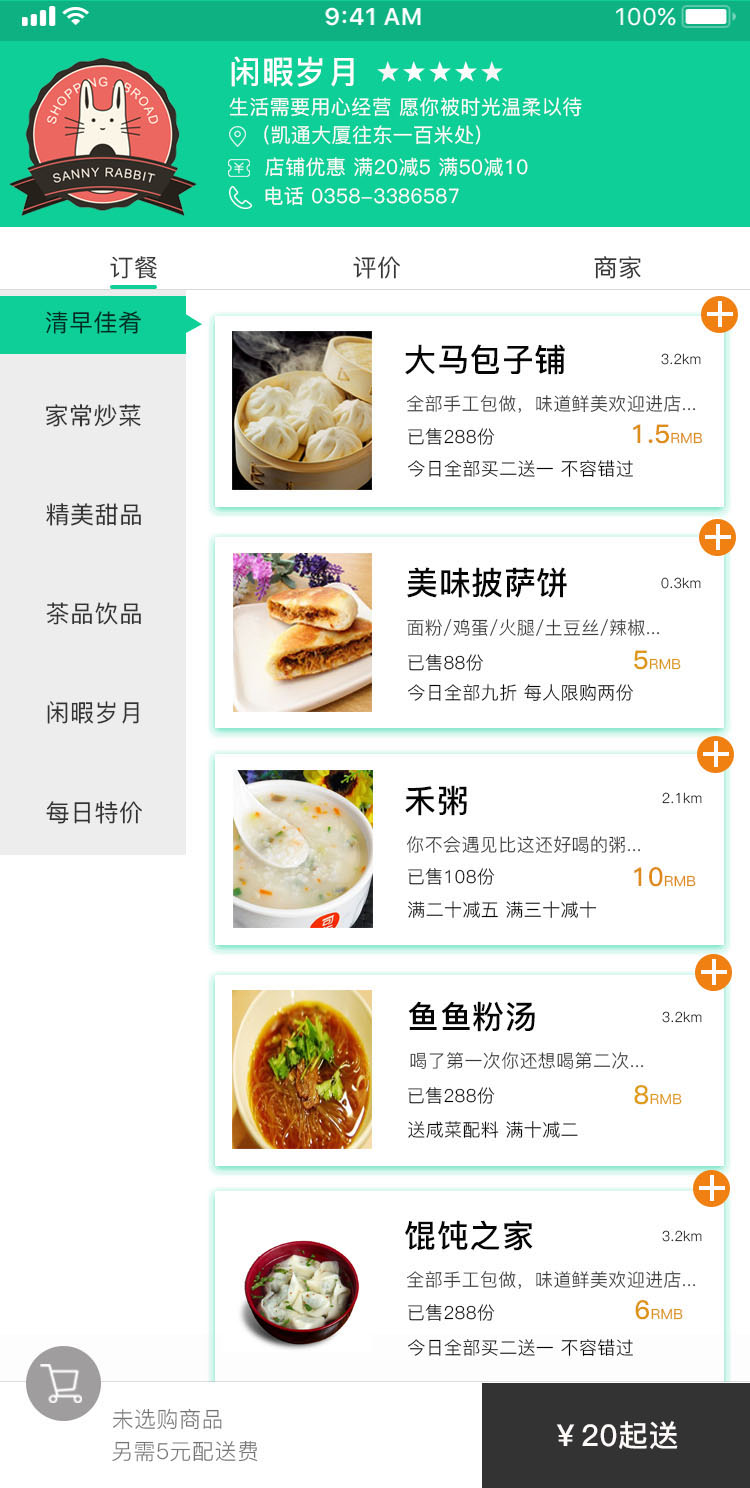 9:41 AM
100%
SHOPPING ABROAD
SANNY RABBIT
闲暇岁月 ★★★★★
生活需要用心经营 愿你被时光温柔以待
（凯通大厦往东一百米处）
¥ 店铺优惠 满20减5 满50减10
电话 0358-3386587
订餐
评价
商家
清早佳肴
家常炒菜
精美甜品
茶品饮品
闲暇岁月
每日特价
大马包子铺
3.2km
全部手工包做，味道鲜美欢迎进店...
已售288份
1.5RMB
今日全部买二送一 不容错过
美味披萨饼
0.3km
面粉/鸡蛋/火腿/土豆丝/辣椒...
已售88份
5RMB
今日全部九折 每人限购两份
禾粥
2.1km
你不会遇见比这还好喝的粥...
已售108份
10RMB
满二十减五 满三十减十
鱼鱼粉汤
3.2km
喝了第一次你还想喝第二次...
已售288份
8RMB
送咸菜配料 满十减二
馄饨之家
3.2km
全部手工包做，味道鲜美欢迎进店...
已售288份
6RMB
今日全部买二送一 不容错过
未选购商品
另需5元配送费
¥ 20起送